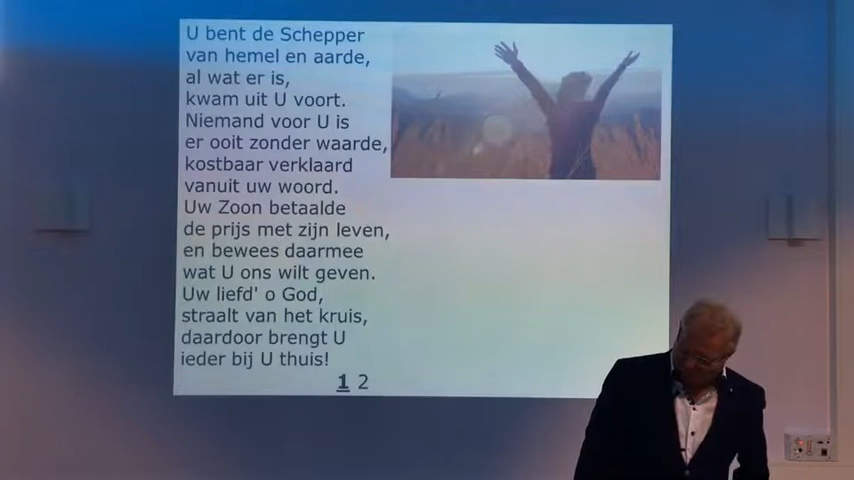 U bent de Schepper
van hemel en aarde,
al wat er is,
kwam uit U voort.
Niemand voor U is
er ooit zonder waarde,
kostbaar verklaard
vanuit uw woord.
Uw Zoon betaalde
de prijs met zijn leven,
en bewees daarmee
wat U ons wilt geven.
Uw liefd' o God,
straalt van het kruis,
daardoor brengt U
ieder bij U thuis!
1 2